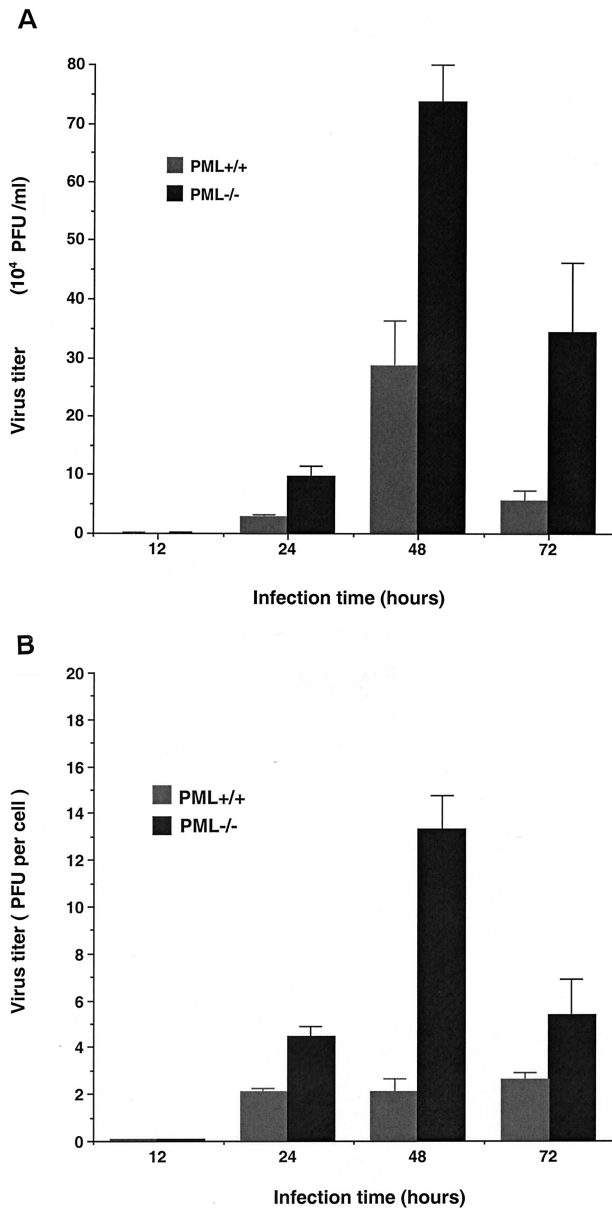 A
80
70
60
50
40
30
20
10
0
Virus titer (10⁴ PFU /ml)
PML+/+
PML-/-
12 24 48 72
Infection time (hours)
B
20
18
16
14
12
10
8
6
4
2
0
Virus titer ( PFU per cell)
PML+/+
PML-/-
12 24 48 72
Infection time (hours)